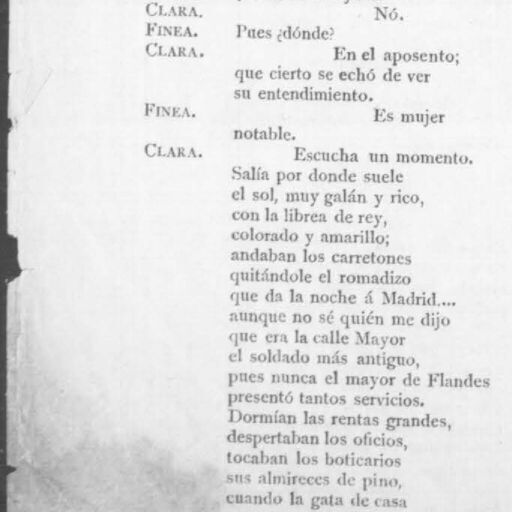 CLARA. Nó.
FINEA. Pues ¿dónde?
CLARA. En el aposento;
que cierto se echó de ver
su entendimiento.
FINEA. Es mujer
notable.
CLARA. Escucha un momento.
Salía por donde suele
el sol, muy galán y rico,
con la librea de rey,
colorado y amarillo;
andaban los carretones
quitándole el romadizo
que da la noche á Madrid....
aunque no sé quién me dijo
que era la calle Mayor
el soldado más antiguo,
pues nunca el mayor de Flandes
presentó tantos servicios.
Dormían las rentas grandes,
despertaban los oficios,
tocaban los boticarios
sus almireces de pino,
cuando la gata de casa